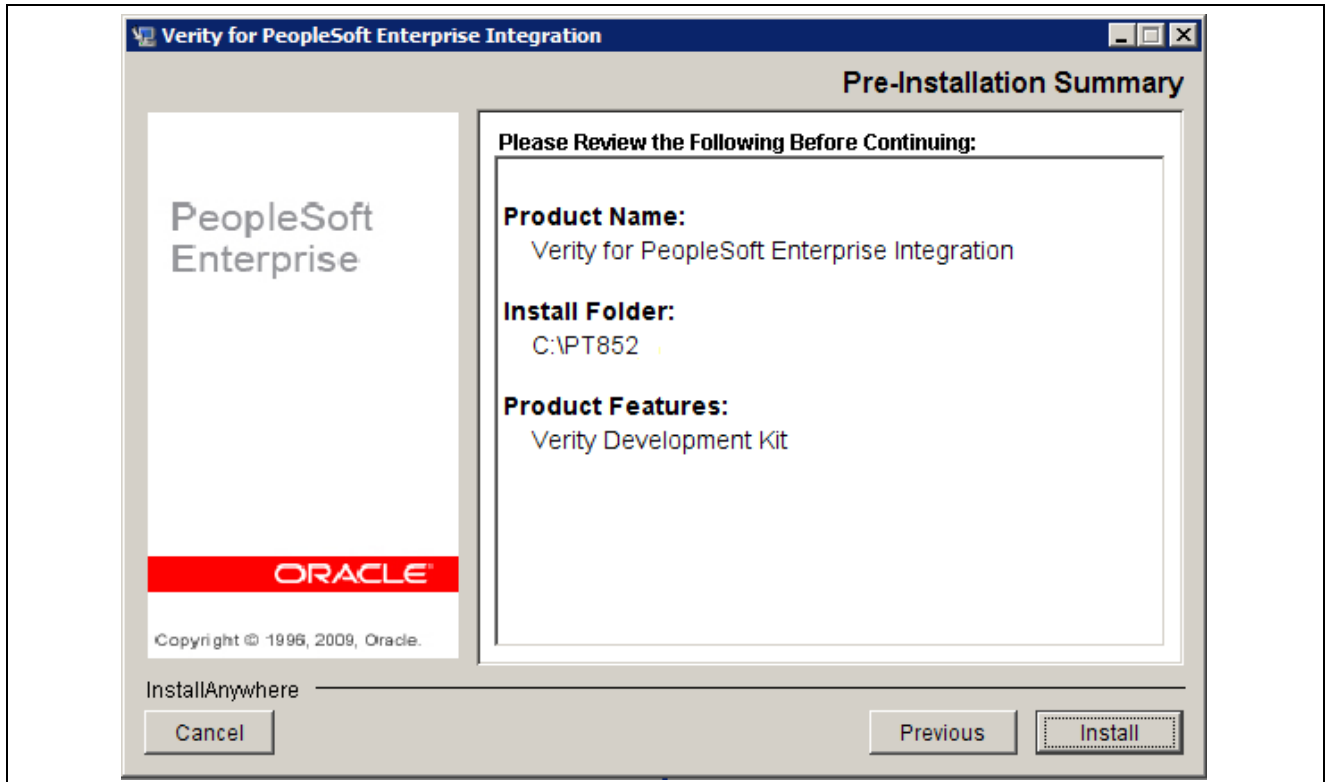 Verity for PeopleSoft Enterprise Integration
Pre-Installation Summary
Please Review the Following Before Continuing:
PeopleSoft
Enterprise
Product Name:
Verity for PeopleSoft Enterprise Integration
Install Folder:
C:\PT852
Product Features:
Verity Development Kit
ORACLE
Copyright © 1996, 2009, Oracle.
InstallAnywhere
Cancel
Previous
Install